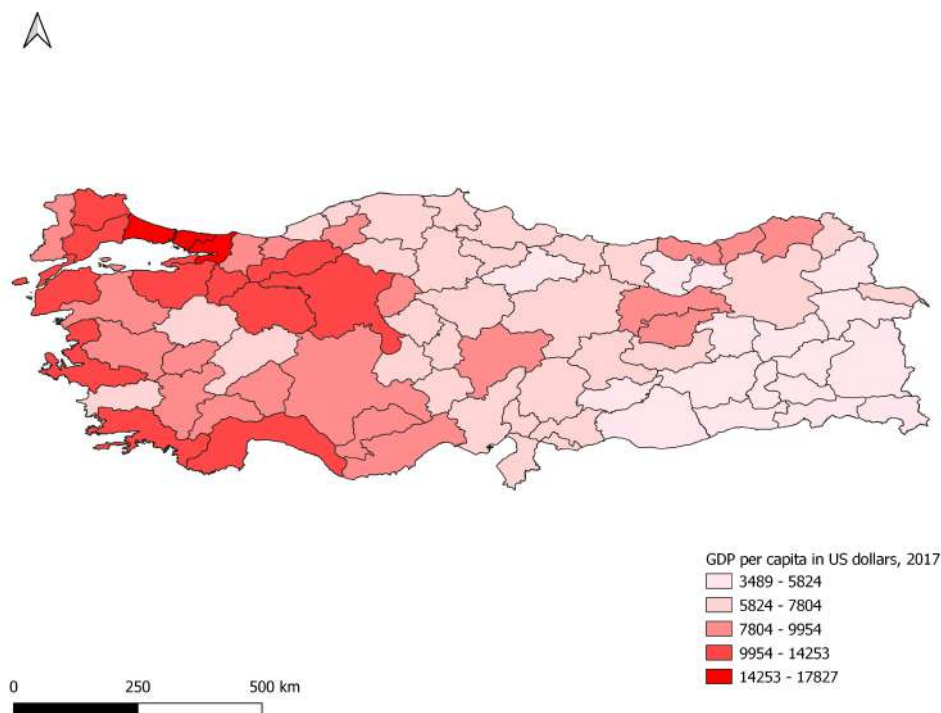 GDP per capita in US dollars, 2017
3489 - 5824
5824 - 7804
7804 - 9954
9954 - 14253
14253 - 17827
0 250 500 km